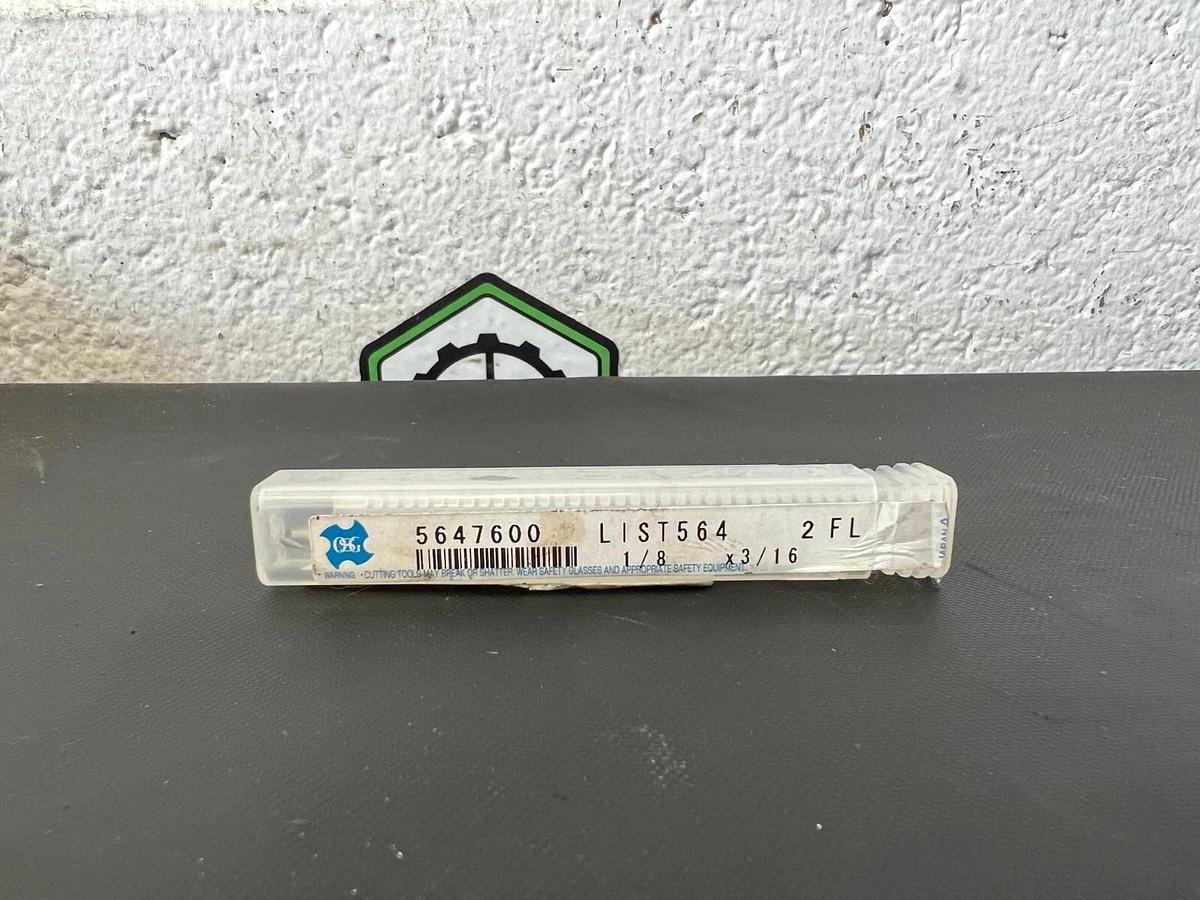 OSG 5647600 LIST564 2 FL
1/8 x3/16
WARNING • CUTTING TOOLS MAY BREAK OR SHATTER. WEAR SAFETY GLASSES AND APPROPRIATE SAFETY EQUIPMENT.
JAPAN